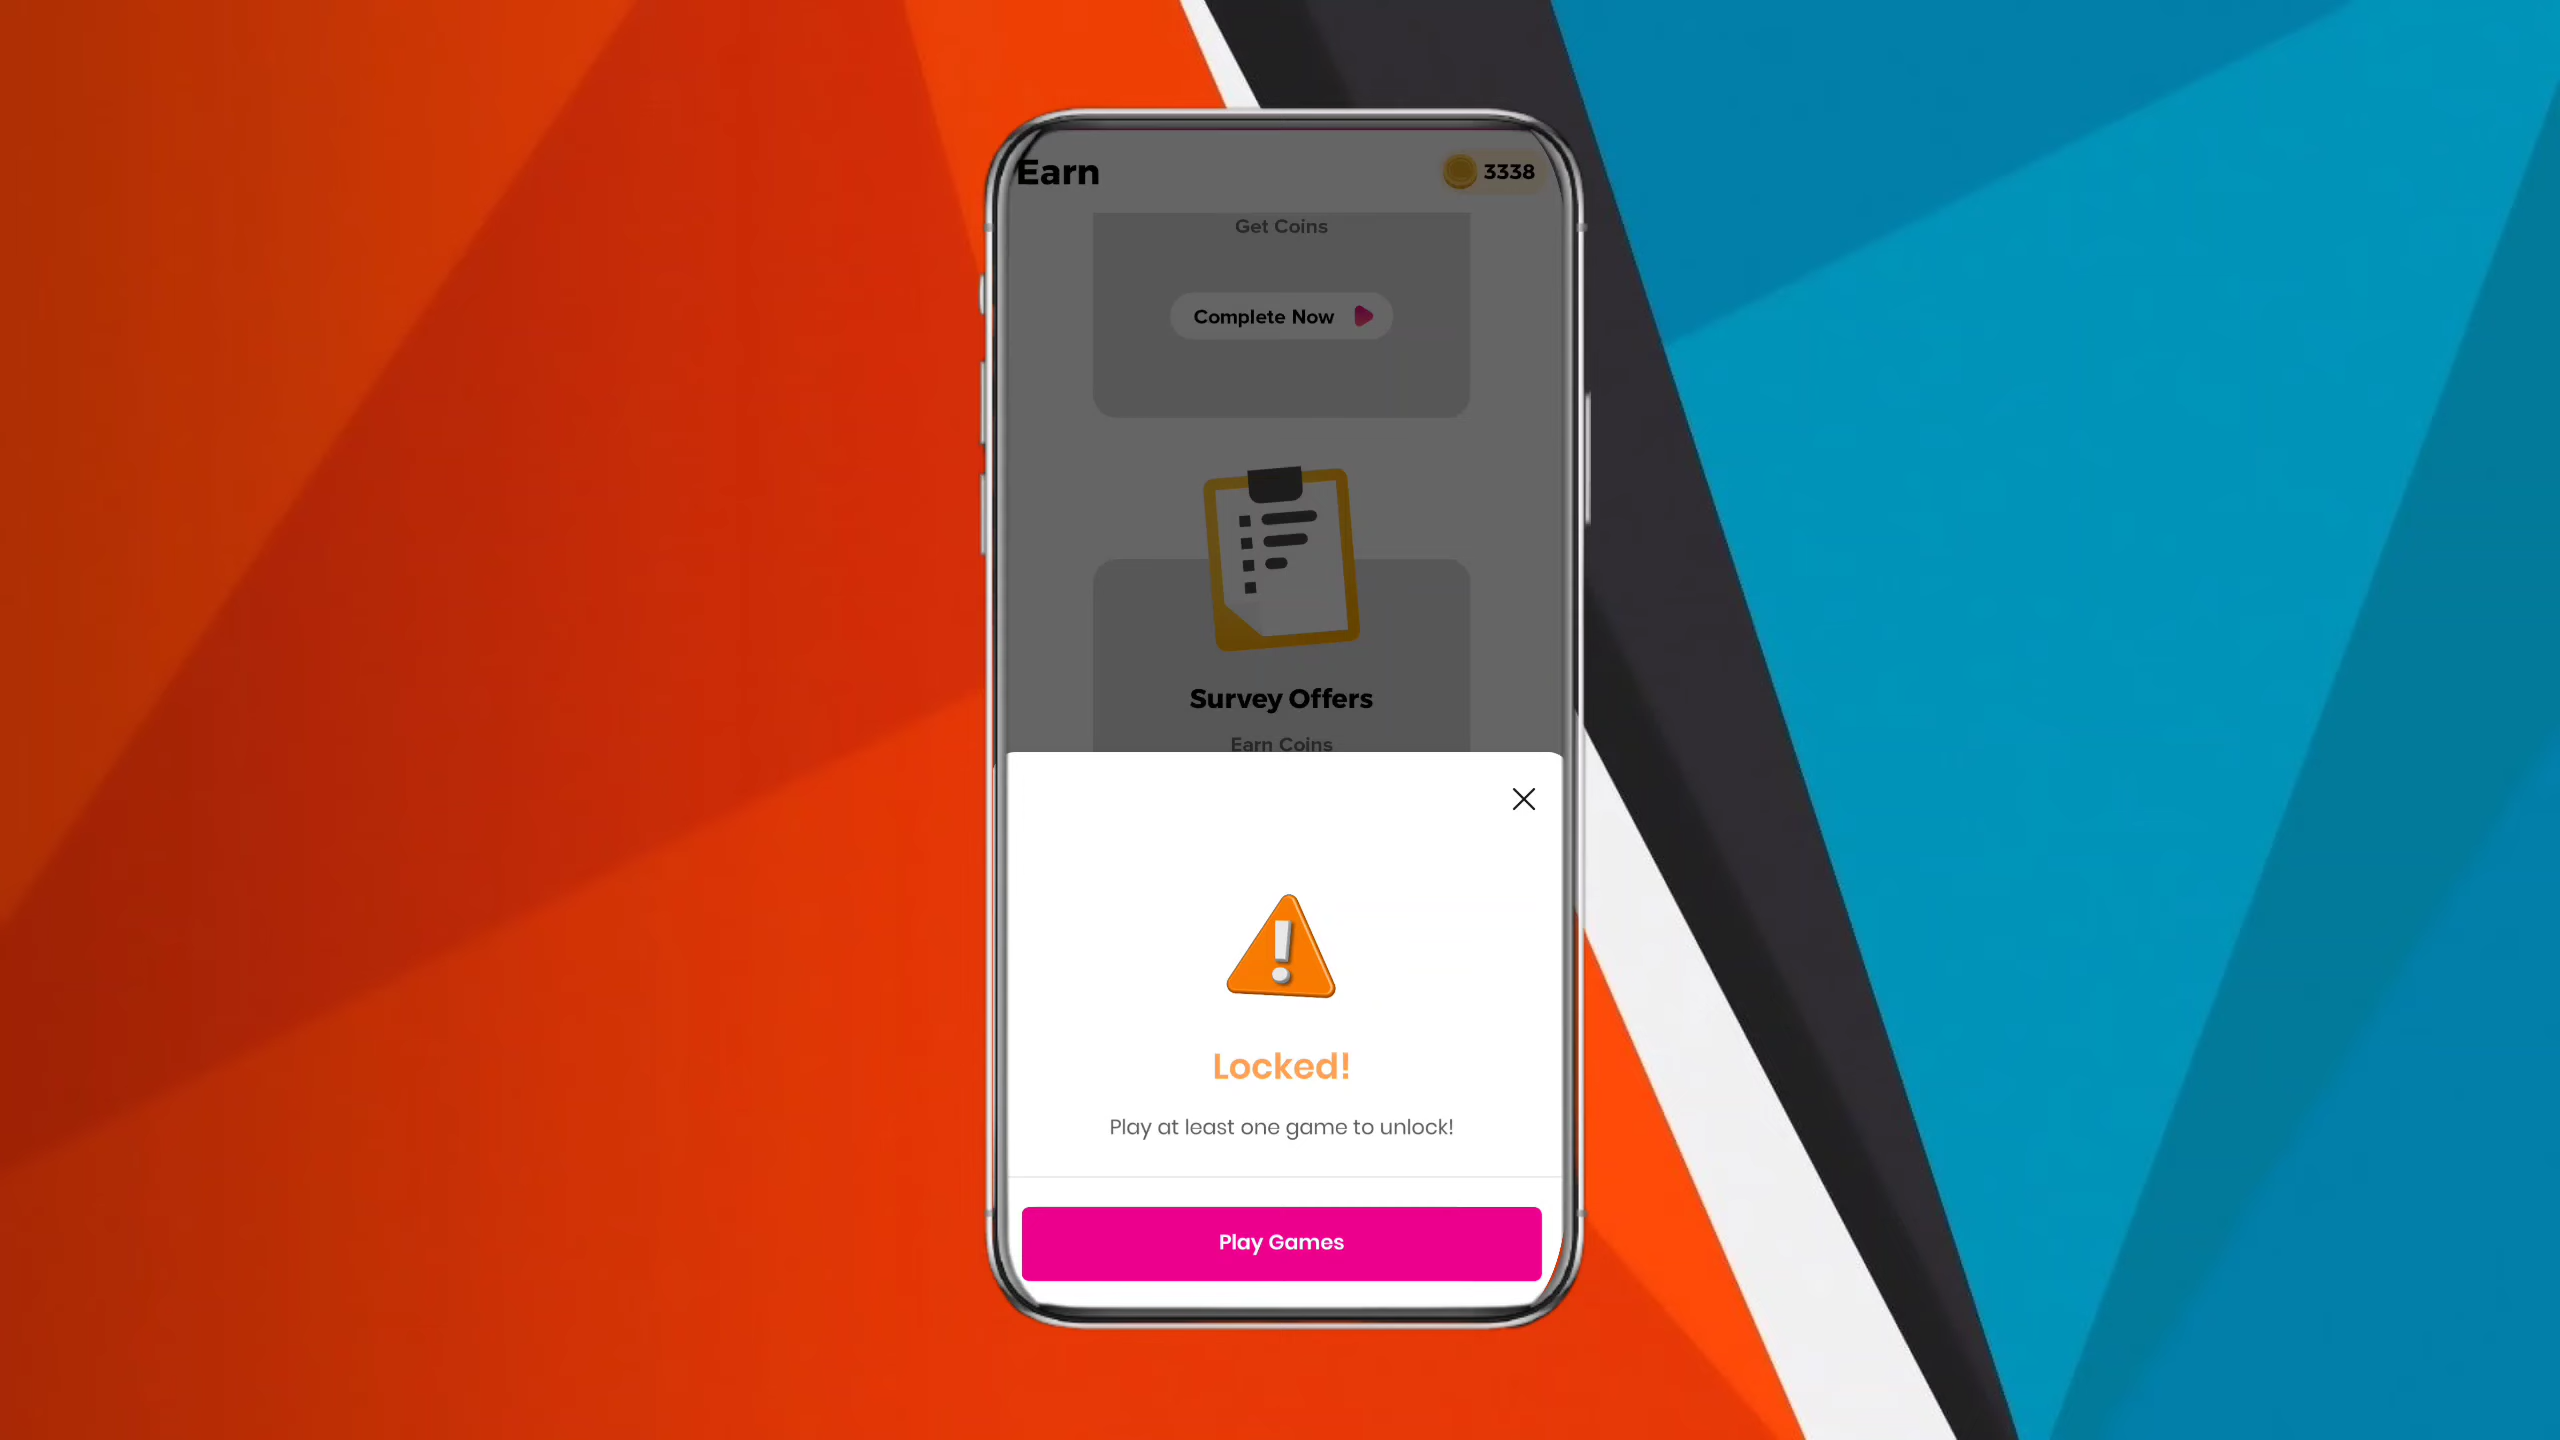 Earn
3338
Get Coins
Complete Now
Survey Offers
Earn Coins
Locked!
Play at least one game to unlock!
Play Games